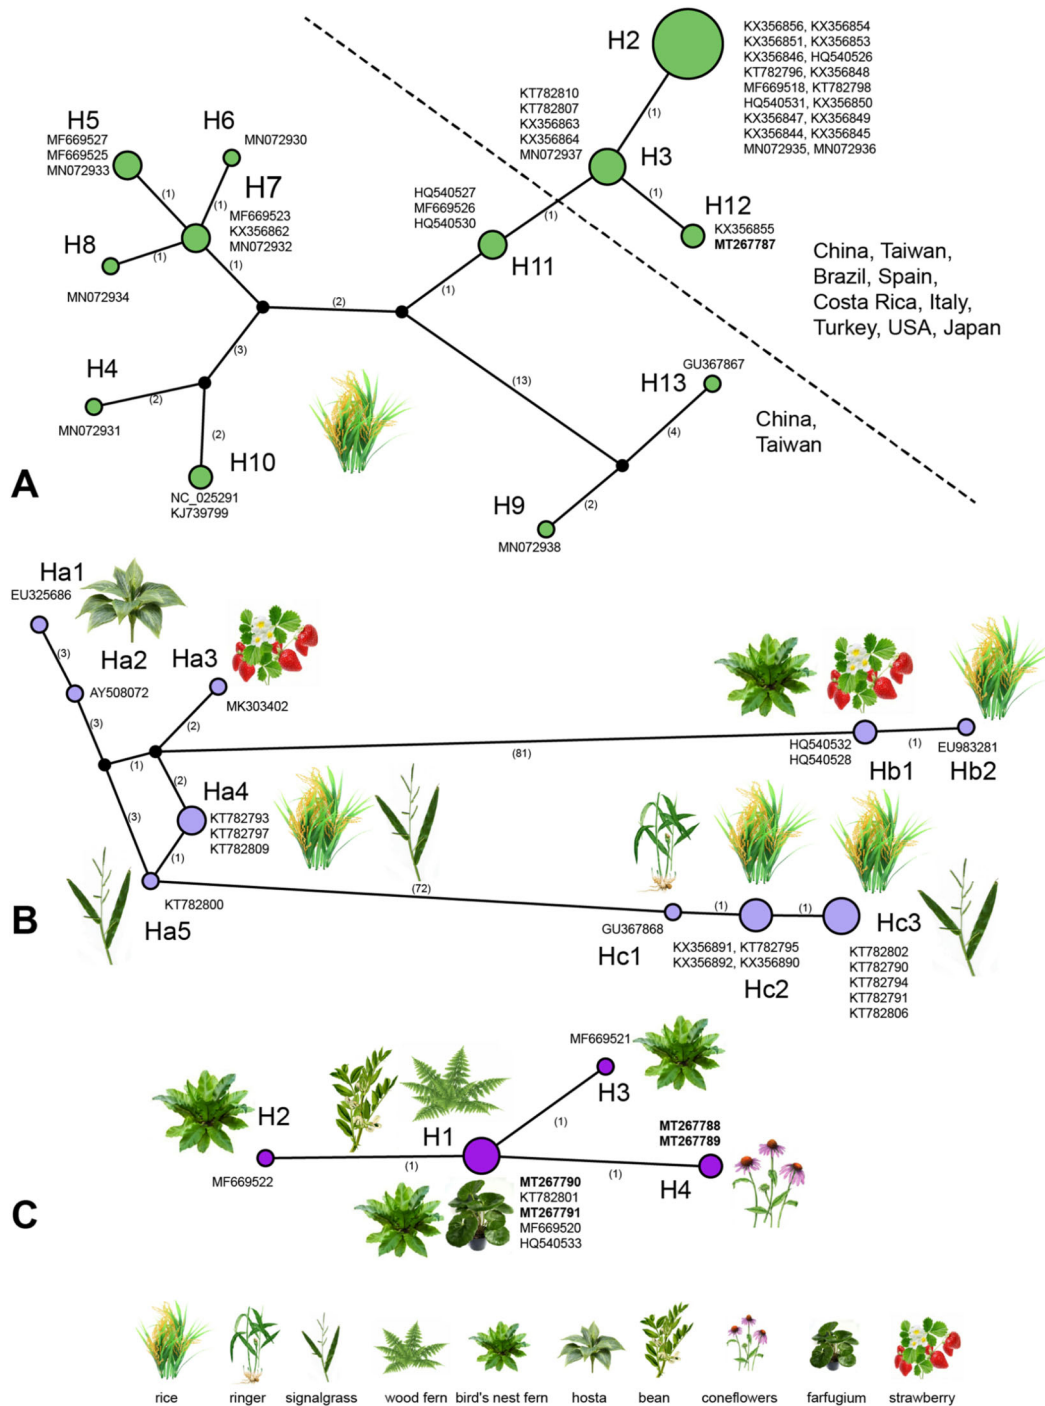 H2
KX356856, KX356854
KX356851, KX356853
KX356846, HQ540526
KT782796, KX356848
MF669518, KT782798
HQ540531, KX356850
KX356847, KX356849
KX356844, KX356845
MN072935, MN072936
(1)
KT782810
KT782807
KX356863
KX356864
MN072937
H3
(1)
H12
KX355855
MT267787
H5
MF669527
MF669525
MN072933
(1)
H6
MN072930
(1)
H7
MF669523
KX356862
MN072932
H8
(1)
MN072934
(1)
HQ540527
MF669526
HQ540530
(1)
H11
(1)
(2)
China, Taiwan,
Brazil, Spain,
Costa Rica, Italy,
Turkey, USA, Japan
(3)
H4
(2)
MN072931
(2)
H10
NC_025291
KJ739799
(13)
GU367867
H13
(4)
China,
Taiwan
H9
(2)
MN072938
A
Ha1
EU325686
(3)
Ha2
AY508072
Ha3
MK303402
(3)
(2)
(1)
(81)
HQ540532
HQ540528
(1)
EU983281
Hb1
Hb2
(2)
Ha4
KT782793
KT782797
KT782809
(3)
(1)
KT782800
Ha5
(72)
GU367868
Hc1
(1)
KX356891, KT782795
KX356892, KX356890
Hc2
(1)
Hc3
KT782802
KT782790
KT782794
KT782791
KT782806
B
MF669521
H3
(1)
H2
MF669522
(1)
H1
MT267790
KT782801
MT267791
MF669520
HQ540533
(1)
MT267788
MT267789
H4
C
rice ringer signalgrass wood fern bird's nest fern hosta bean coneflowers farfugium strawberry